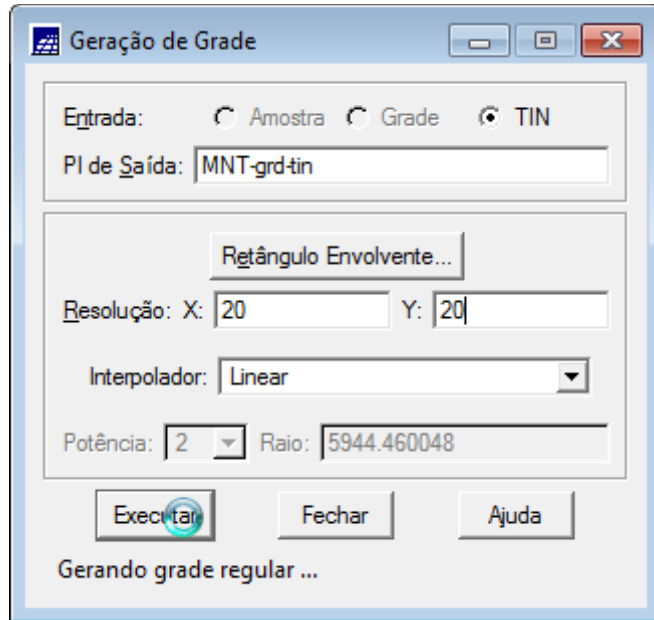 Geração de Grade
Entrada: Amostra Grade TIN
PI de Saída: MNT-grd-tin
Retângulo Envolvente...
Resolução: X: 20 Y: 20
Interpolador: Linear
Potência: 2 Raio: 5944.460048
Executar Fechar Ajuda
Gerando grade regular ...